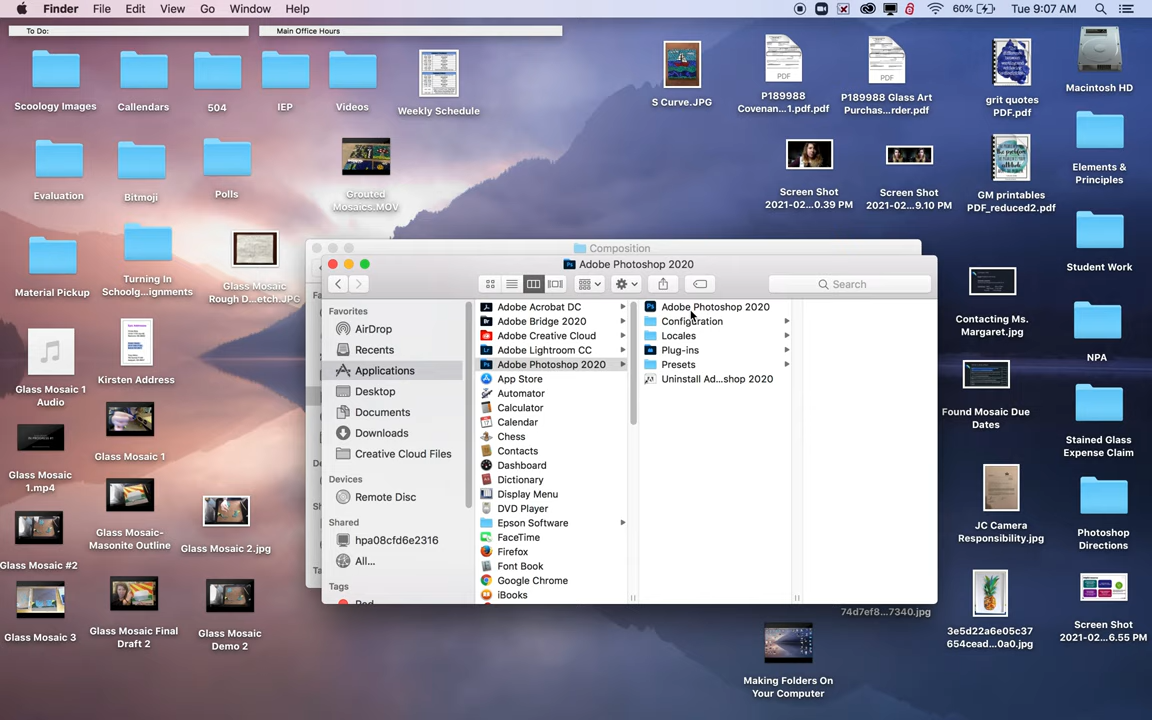 Finder File Edit View Go Window Help
60% Tue 9:07 AM
To Do:
Main Office Hours
Scoology Images
Callendars
504
IEP
Videos
Weekly Schedule
S Curve.JPG
P189988
Covenan...1.pdf.pdf
P189988 Glass Art
Purchas...rder.pdf
grit quotes
PDF.pdf
Macintosh HD
Evaluation
Bitmoji
Polls
Grouted
Mosaics.MOV
Screen Shot
2021-02...0.39 PM
Screen Shot
2021-02...9.10 PM
GM printables
PDF_reduced2.pdf
Elements &
Principles
Material Pickup
Turning In
Schoolg...ignments
Glass Mosaic
Rough D...etch.JPG
Student Work
Contacting Ms.
Margaret.jpg
NPA
Glass Mosaic 1
Audio
Kirsten Address
Found Mosaic Due
Dates
Stained Glass
Expense Claim
Glass Mosaic
1.mp4
Glass Mosaic 1
Glass Mosaic-
Masonite Outline
Glass Mosaic 2.jpg
JC Camera
Responsibility.jpg
Photoshop
Directions
Glass Mosaic #2
Glass Mosaic 3
Glass Mosaic Final
Draft 2
Glass Mosaic
Demo 2
74d7ef8...7340.jpg
3e5d22a6e05c37
654cead...0a0.jpg
Screen Shot
2021-02...6.55 PM
Making Folders On
Your Computer
Composition
Adobe Photoshop 2020
Search
Favorites
AirDrop
Recents
Applications
Desktop
Documents
Downloads
Creative Cloud Files
Devices
Remote Disc
Shared
hpa08cfd6e2316
All...
Tags
Red
Adobe Acrobat DC
Adobe Bridge 2020
Adobe Creative Cloud
Adobe Lightroom CC
Adobe Photoshop 2020
App Store
Automator
Calculator
Calendar
Chess
Contacts
Dashboard
Dictionary
Display Menu
DVD Player
Epson Software
FaceTime
Firefox
Font Book
Google Chrome
iBooks
Adobe Photoshop 2020
Configuration
Locales
Plug-ins
Presets
Uninstall Ad...shop 2020